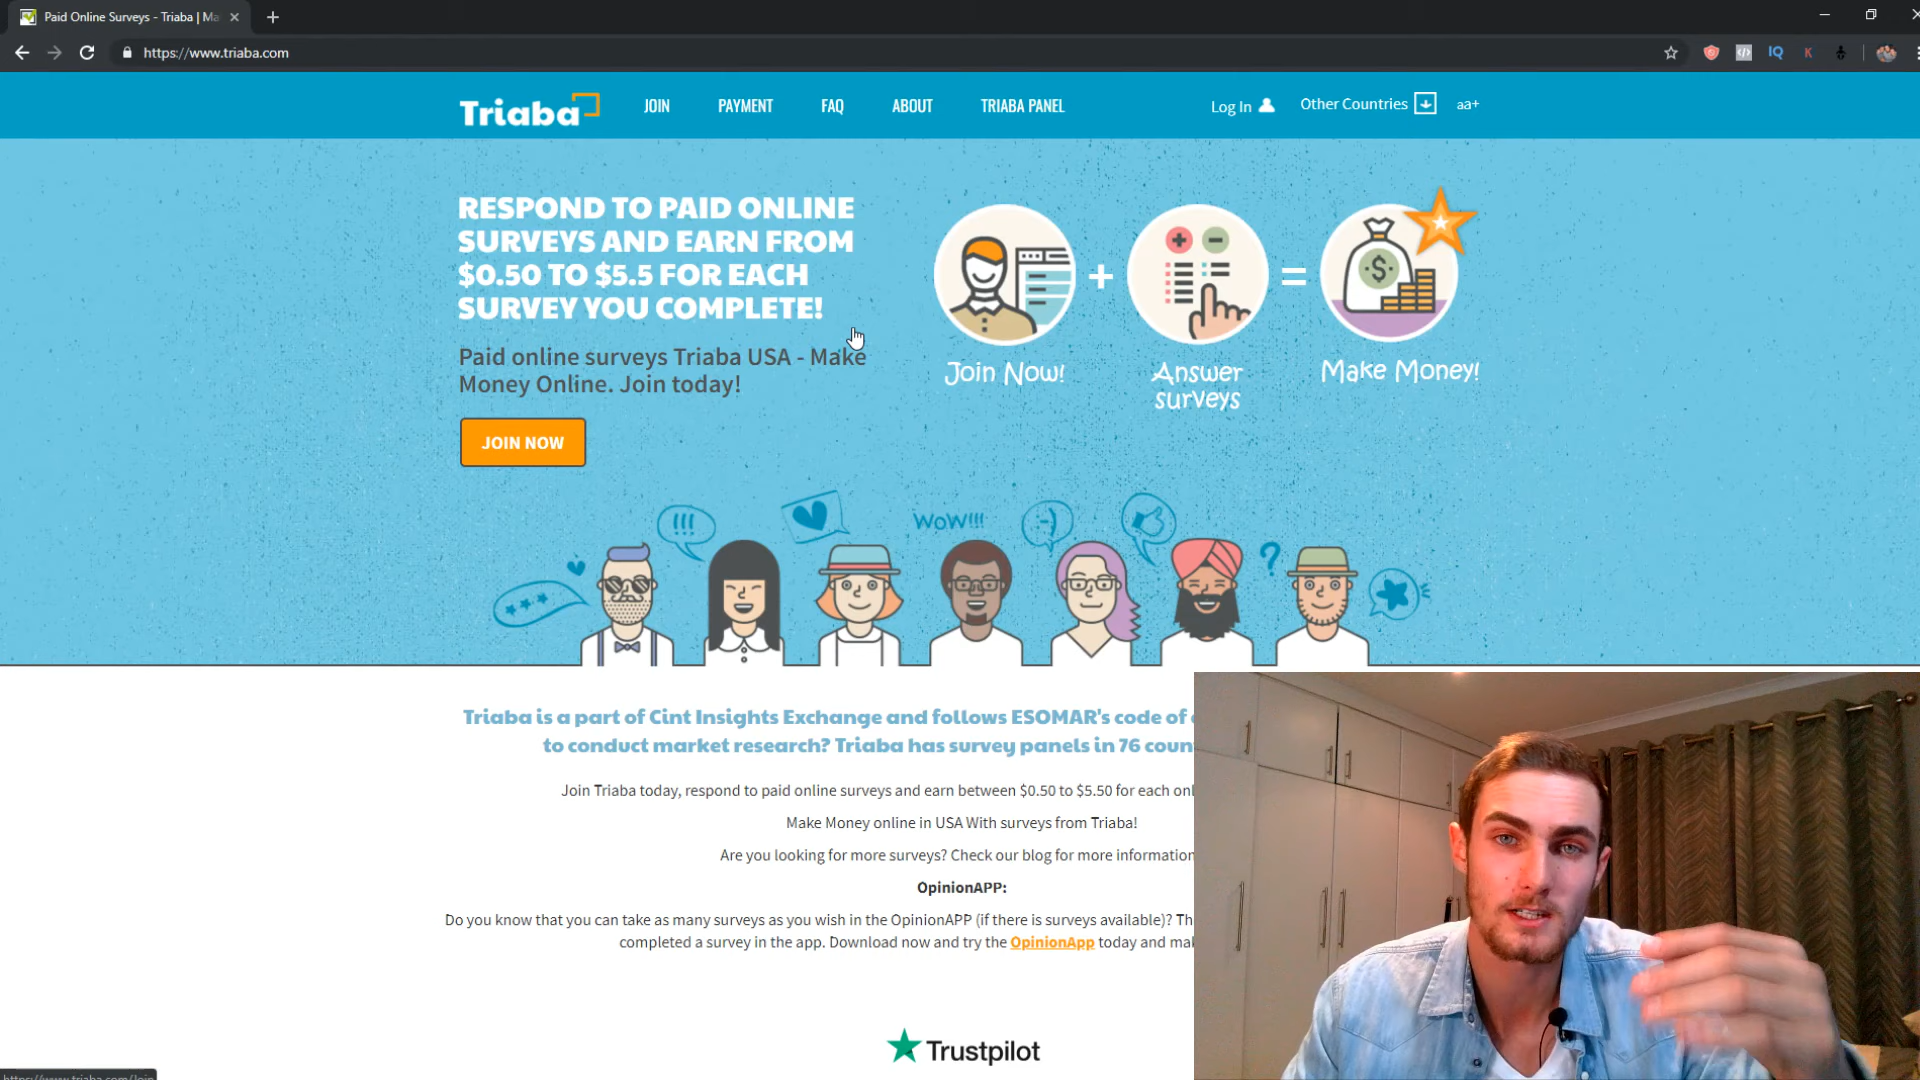 Paid Online Surveys - Triaba | Ma
https://www.triaba.com
IQ
K
Triaba
JOIN
PAYMENT
FAQ
ABOUT
TRIABA PANEL
Log In
Other Countries
aa+
RESPOND TO PAID ONLINE
SURVEYS AND EARN FROM
$0.50 TO $5.5 FOR EACH
SURVEY YOU COMPLETE!
Paid online surveys Triaba USA - Make
Money Online. Join today!
JOIN NOW
$
Join Now!
+
Answer
surveys
=
Make Money!
!!!
WOW!!!
:-)
?
Triaba is a part of Cint Insights Exchange and follows ESOMAR's code of
to conduct market research? Triaba has survey panels in 76
Join Triaba today, respond to paid online surveys and earn between $0.50 to $5.50 for each
Make Money online in USA With surveys from Triaba!
Are you looking for more surveys? Check our blog for more information
OpinionAPP:
Do you know that you can take as many surveys as you wish in the OpinionAPP (if there is surveys available)?
completed a survey in the app. Download now and try the OpinionApp today and
Trustpilot